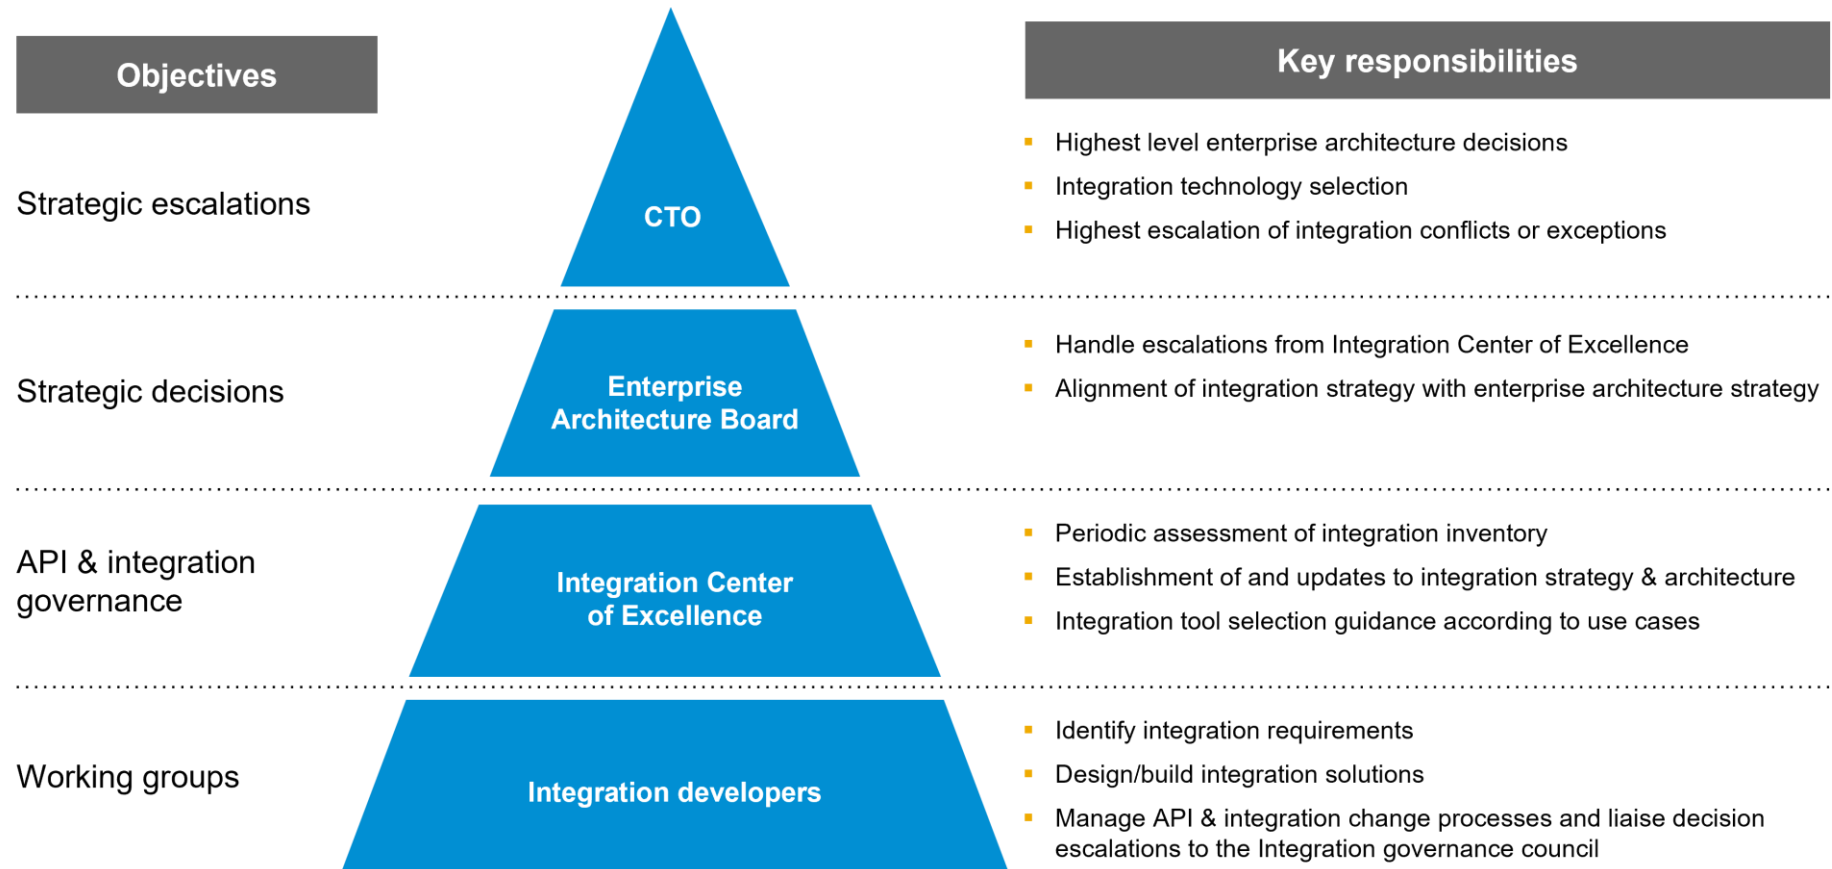 Objectives
Key responsibilities
Strategic escalations
CTO
Highest level enterprise architecture decisions
Integration technology selection
Highest escalation of integration conflicts or exceptions
Strategic decisions
Enterprise
Architecture Board
Handle escalations from Integration Center of Excellence
Alignment of integration strategy with enterprise architecture strategy
API & integration
governance
Integration Center
of Excellence
Periodic assessment of integration inventory
Establishment of and updates to integration strategy & architecture
Integration tool selection guidance according to use cases
Working groups
Integration developers
Identify integration requirements
Design/build integration solutions
Manage API & integration change processes and liaise decision
escalations to the Integration governance council